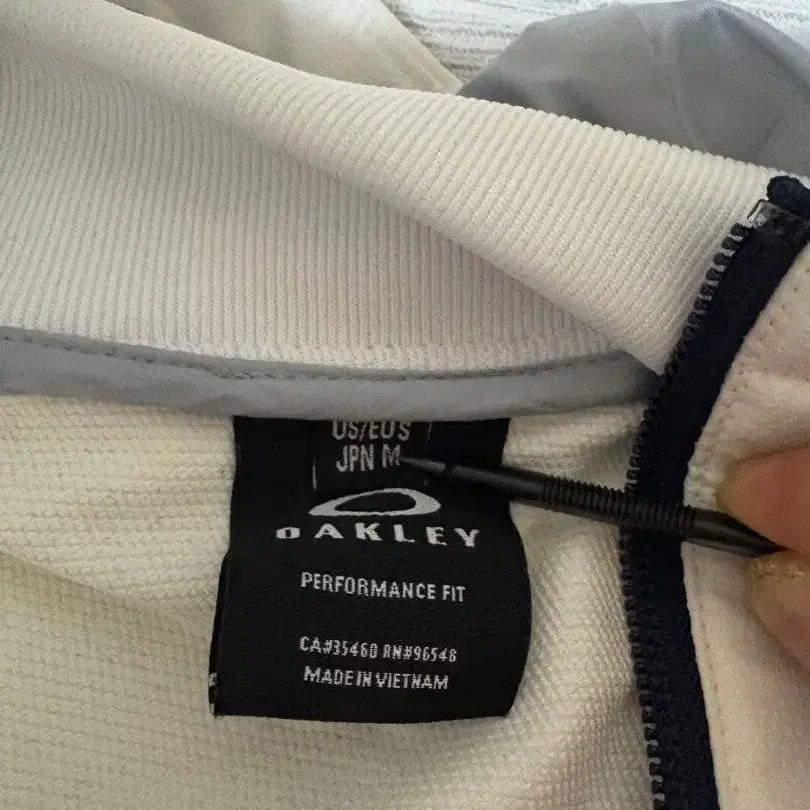 US/EU S
JPN M
OAKLEY
PERFORMANCE FIT
CA#35460 RN#96548
MADE IN VIETNAM